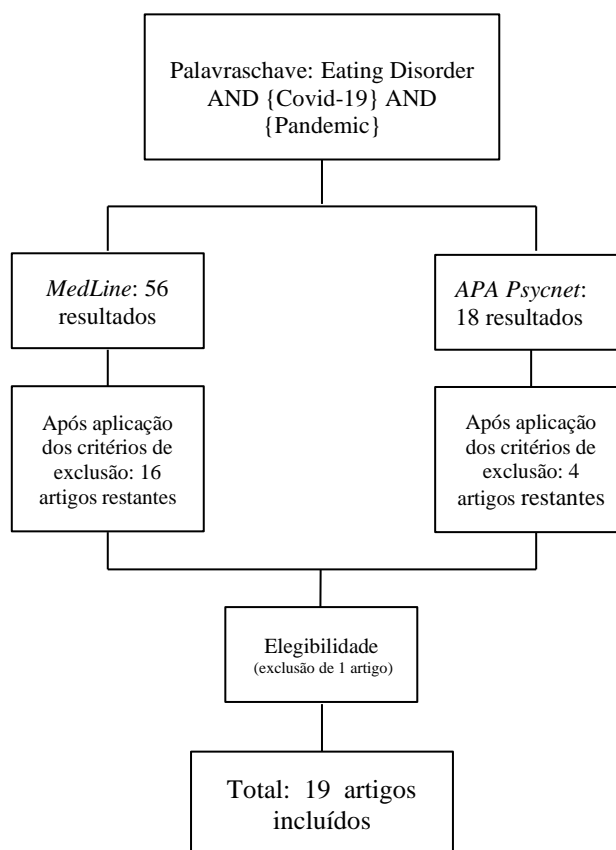 Palavraschave: Eating Disorder
AND {Covid-19} AND
{Pandemic}
MedLine: 56
resultados
APA Psycnet:
18 resultados
Após aplicação
dos critérios de
exclusão: 16
artigos restantes
Após aplicação
dos critérios de
exclusão: 4
artigos restantes
Elegibilidade
(exclusão de 1 artigo)
Total: 19 artigos
incluídos